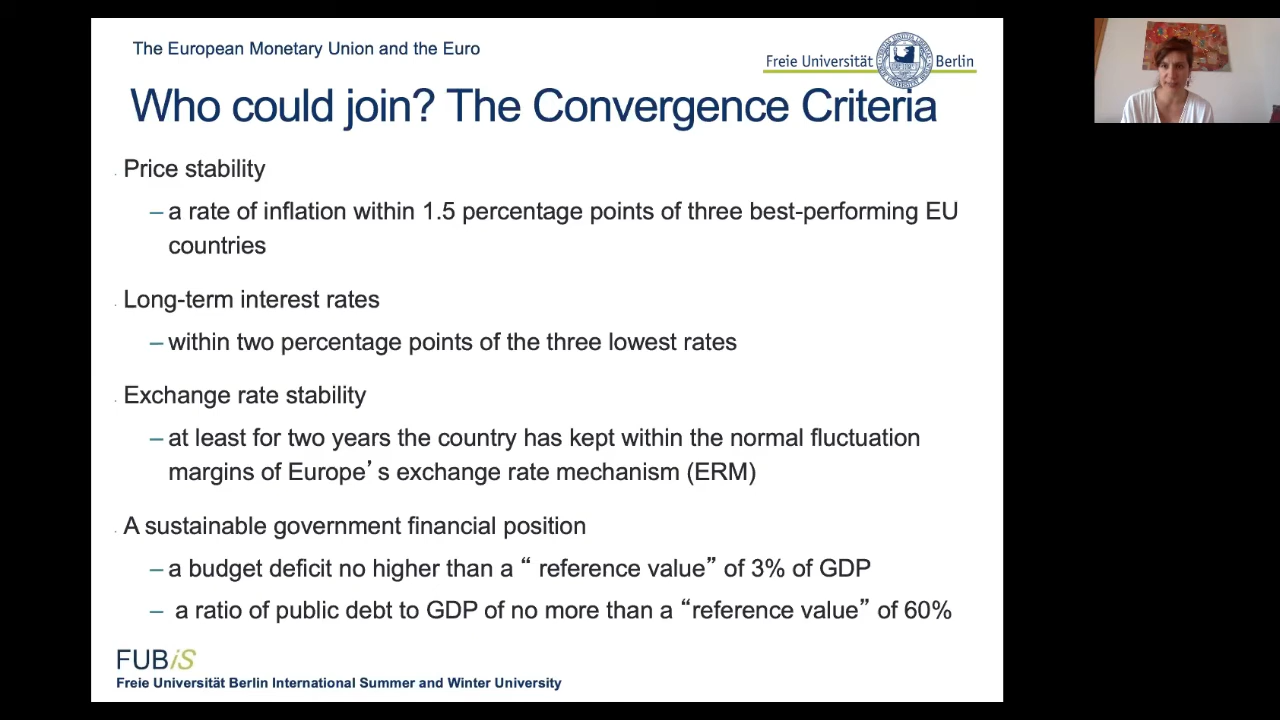 The European Monetary Union and the Euro
Freie Universität Berlin
Who could join? The Convergence Criteria
Price stability
– a rate of inflation within 1.5 percentage points of three best-performing EU
countries
Long-term interest rates
– within two percentage points of the three lowest rates
Exchange rate stability
– at least for two years the country has kept within the normal fluctuation
margins of Europe’s exchange rate mechanism (ERM)
A sustainable government financial position
– a budget deficit no higher than a “ reference value” of 3% of GDP
– a ratio of public debt to GDP of no more than a “reference value” of 60%
FUBiS
Freie Universität Berlin International Summer and Winter University